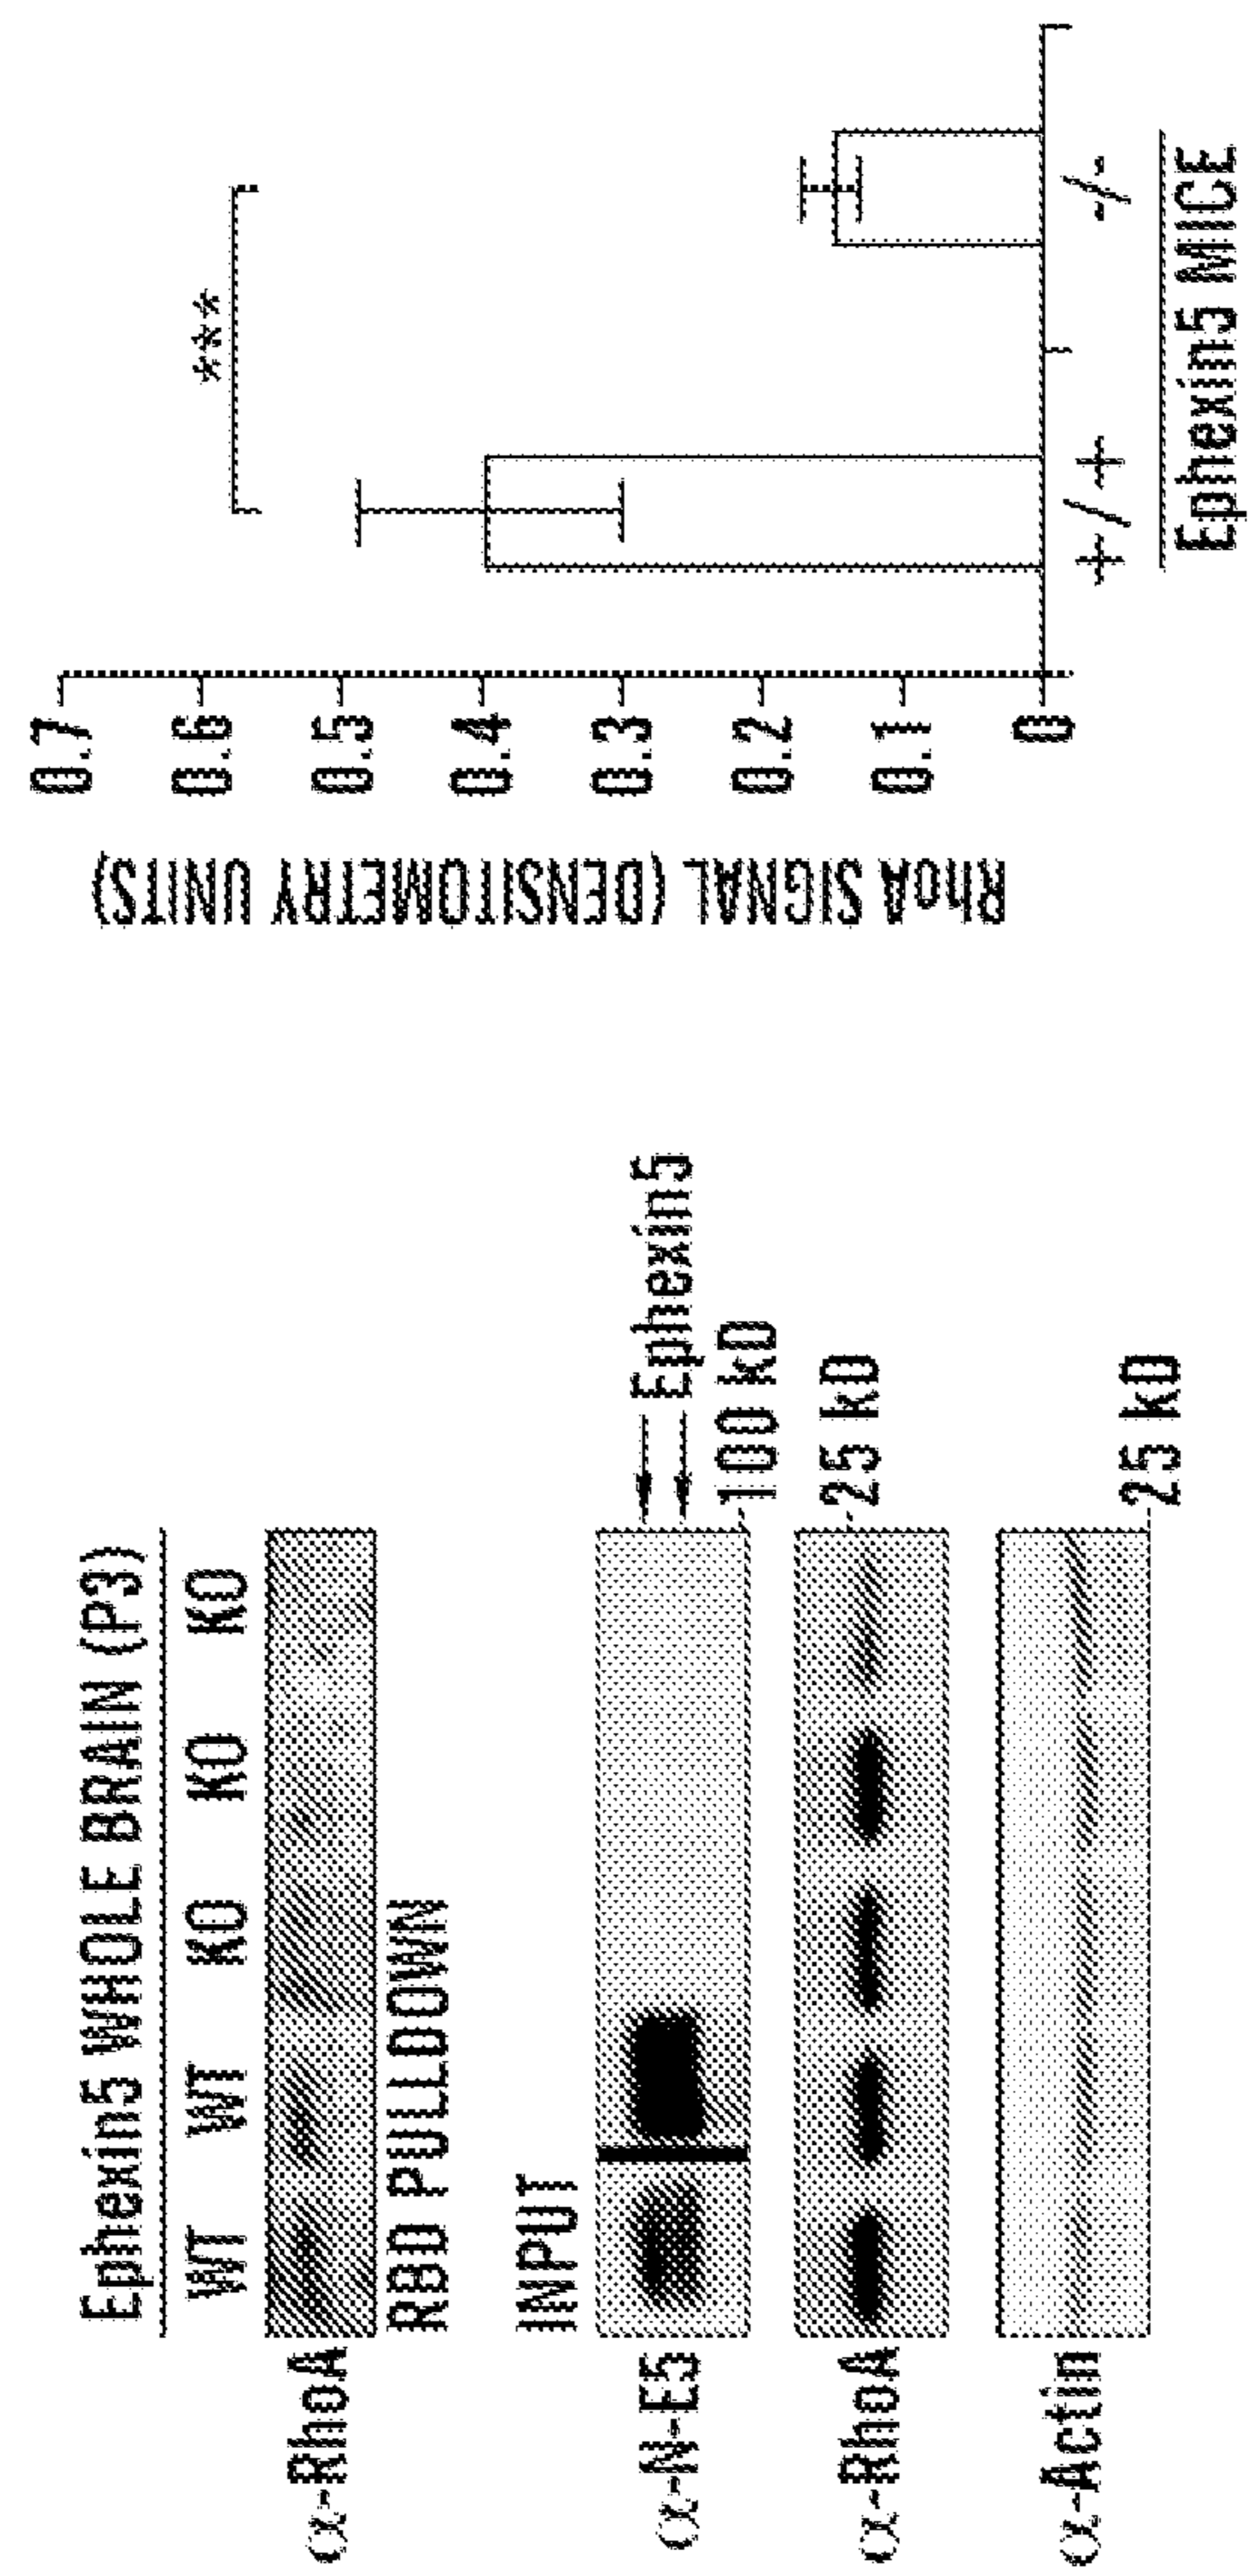 Ephexin5 WHOLE BRAIN (P3)
WT WT KO KO KO
α-RhoA
RBD PULLDOWN
INPUT
α-N-E5
Ephexin5
100 kD
α-RhoA
25 kD
α-Actin
25 kD
RhoA SIGNAL (DENSITOMETRY UNITS)
0.7
0.6
0.5
0.4
0.3
0.2
0.1
0
***
+/+ -/-
Ephexin5 MICE